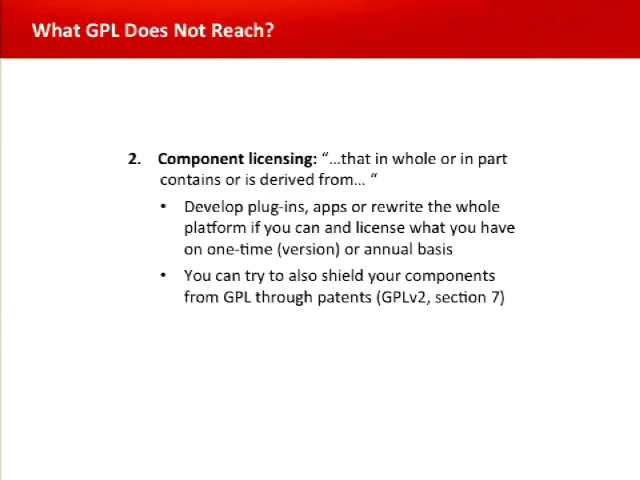 What GPL Does Not Reach?
2. Component licensing: “…that in whole or in part
contains or is derived from… “
• Develop plug-ins, apps or rewrite the whole
platform if you can and license what you have
on one-time (version) or annual basis
• You can try to also shield your components
from GPL through patents (GPLv2, section 7)